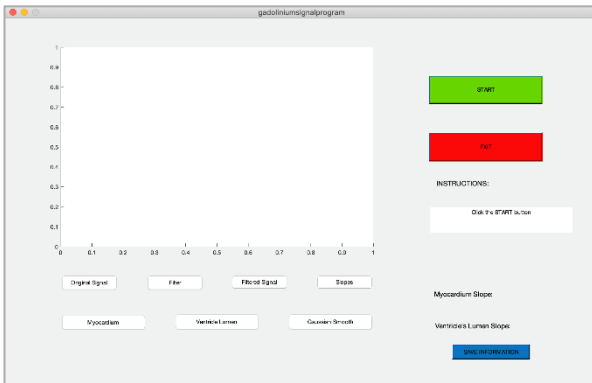 gadoliniumsignalprogram
1
0.9
0.8
0.7
0.6
0.5
0.4
0.3
0.2
0.1
0
0 0.1 0.2 0.3 0.4 0.5 0.6 0.7 0.8 0.9 1
START
EXIT
INSTRUCTIONS:
Click the START button
Original Signal Filter Filtered Signal Slopes
Myocardium Ventricle Lumen Gaussian Smooth
Myocardium Slope:
Ventricle's Lumen Slope:
SAVE INFORMATION